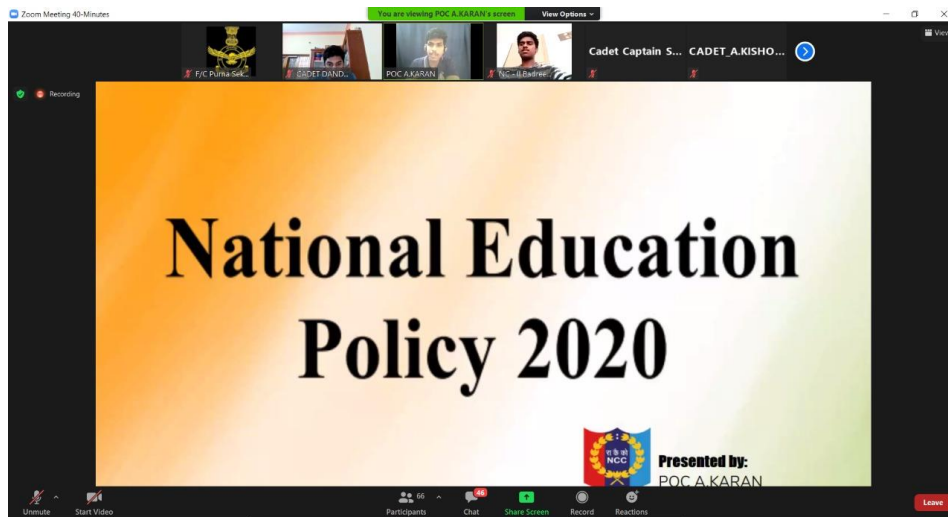 Zoom Meeting 40-Minutes
You are viewing POC A.KARAN's screen
View Options
View
F/C Purna Sek...
CADET DAND...
POC A.KARAN
NC - II Badree...
Cadet Captain S...
CADET_A.KISHO...
Recording
National Education
Policy 2020
रा कै को
NCC
Presented by:
POC A.KARAN
Unmute
Start Video
66
Participants
46
Chat
Share Screen
Record
Reactions
Leave